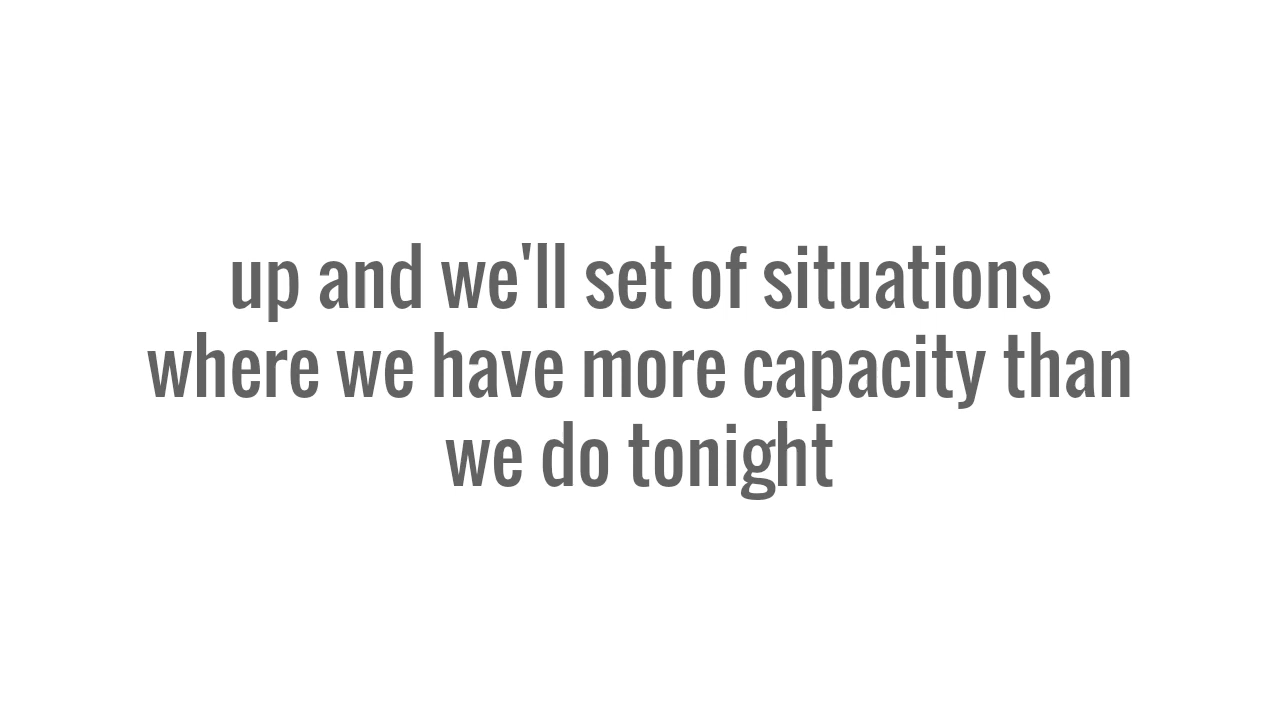 up and we'll set of situations
where we have more capacity than
we do tonight